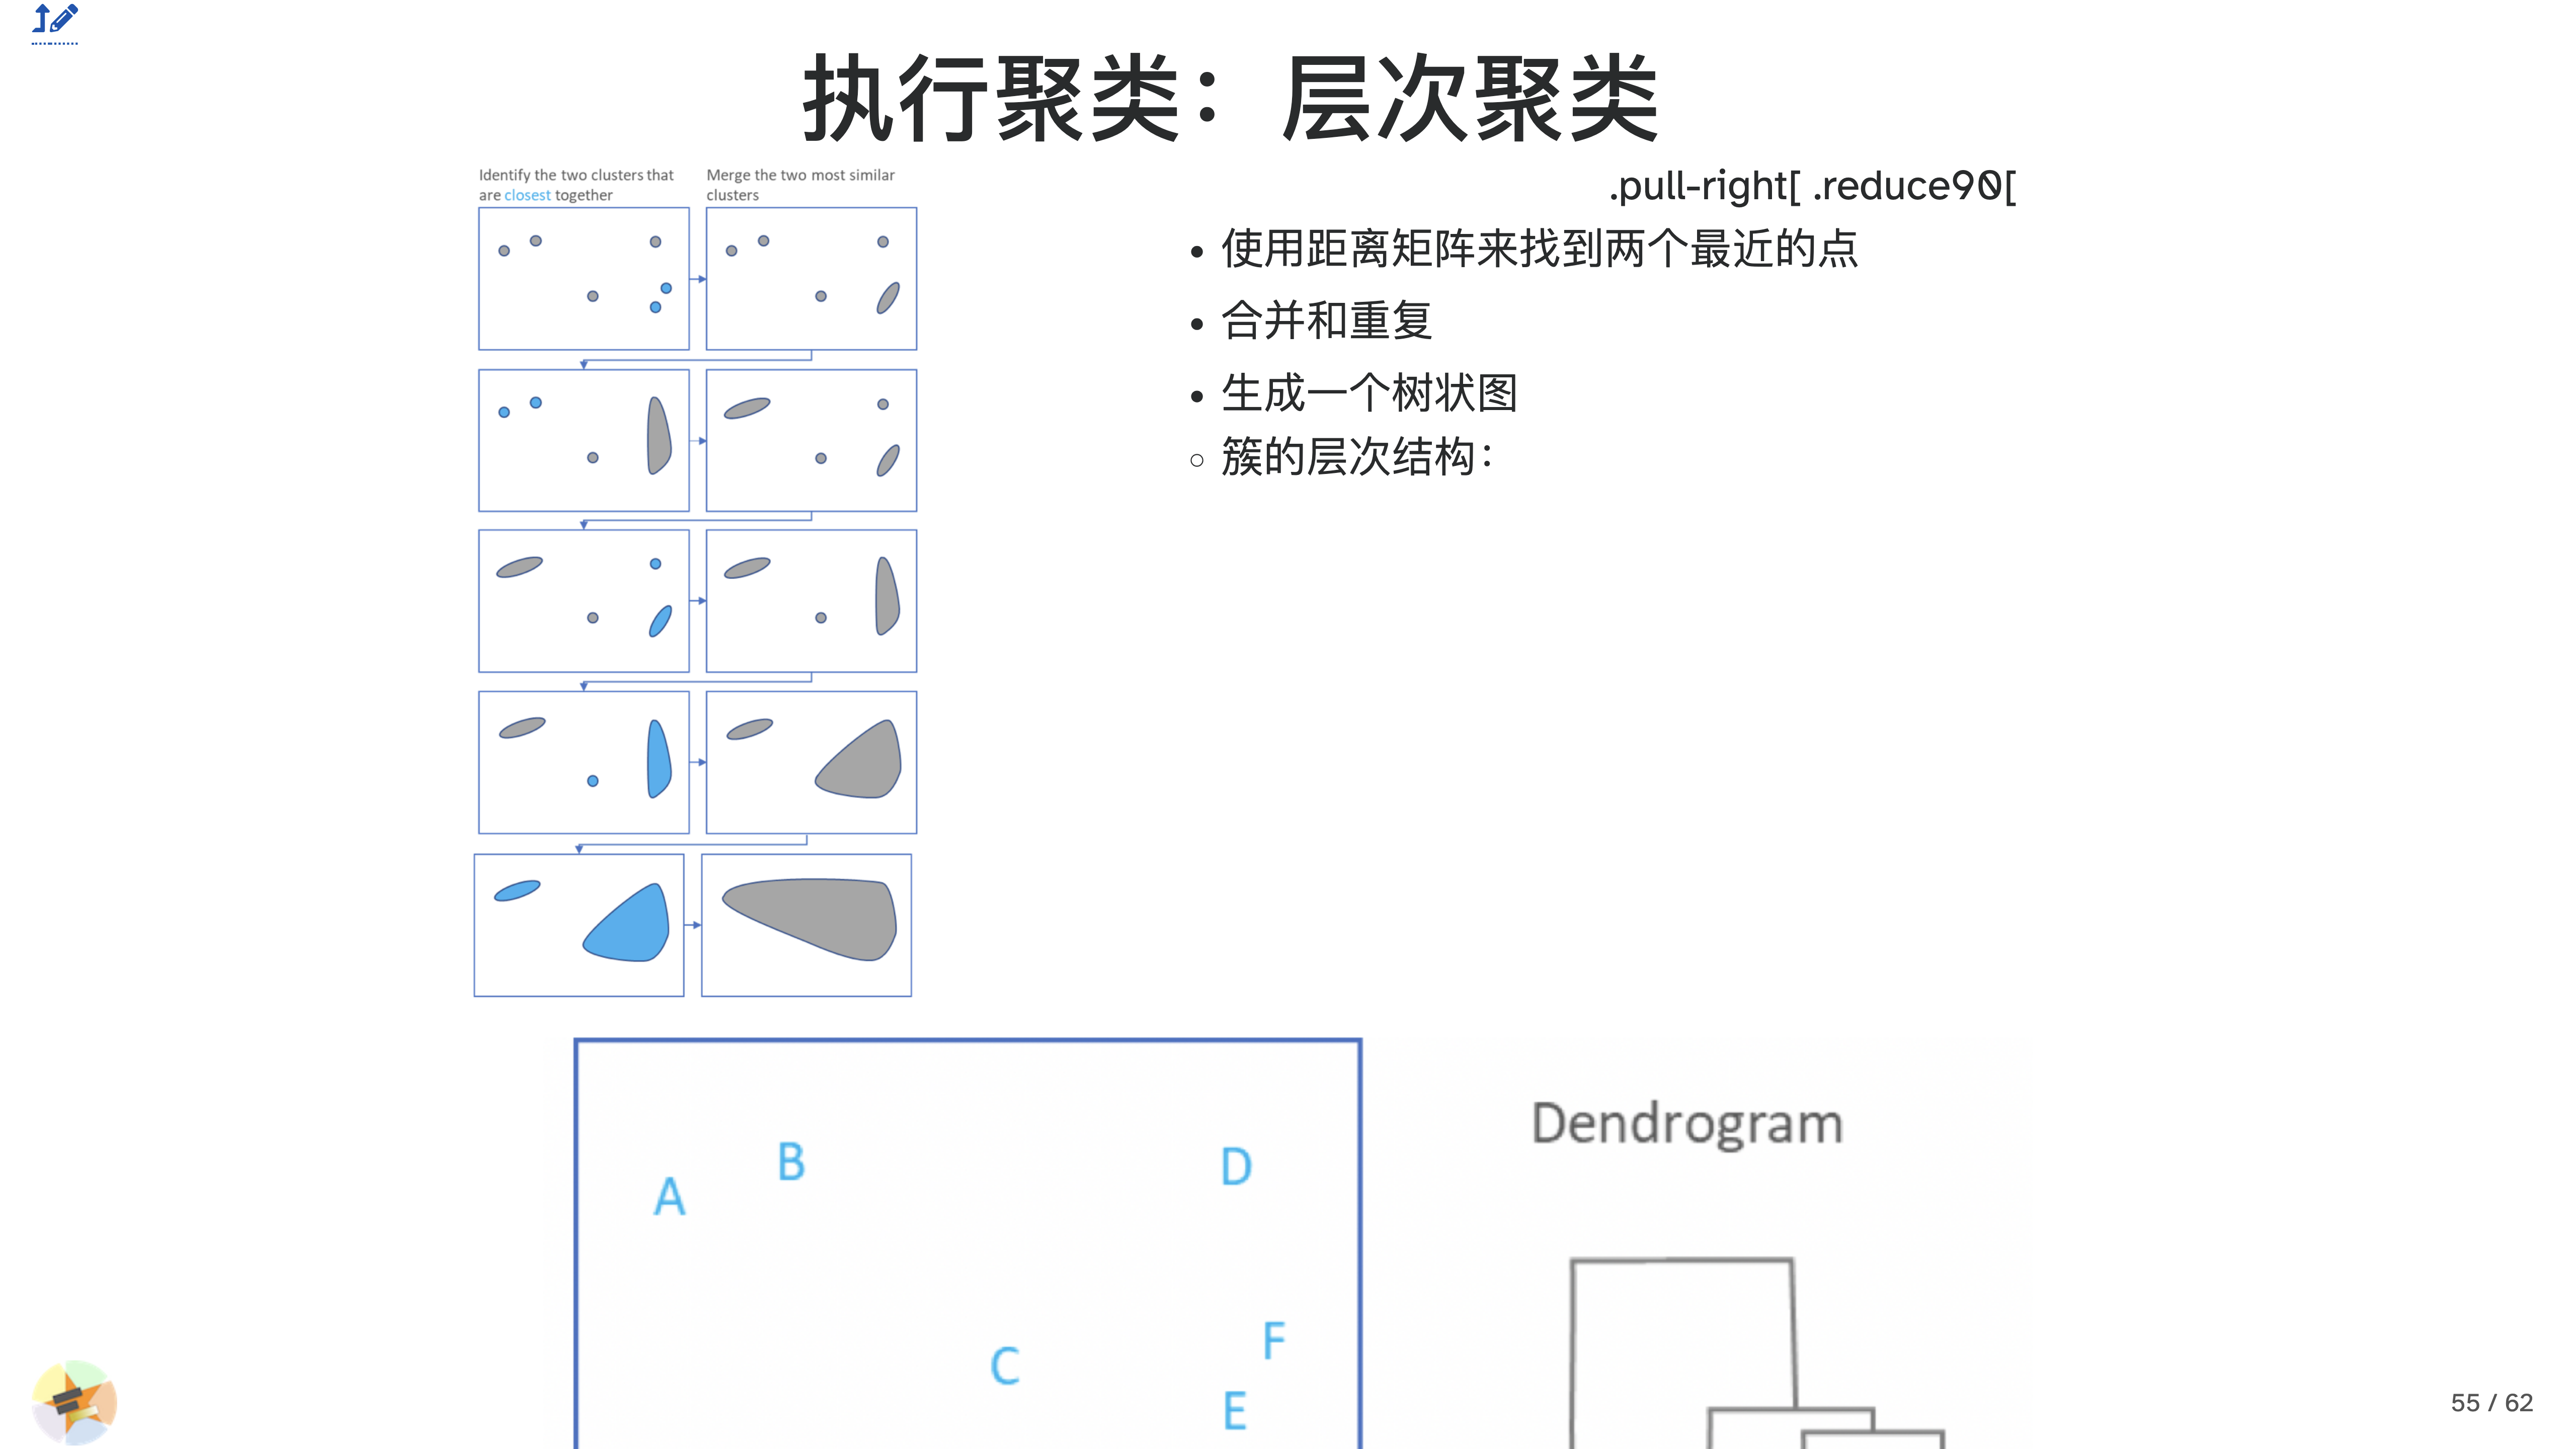 执行聚类：层次聚类
Identify the two clusters that
are closest together
Merge the two most similar
clusters
.pull-right[ .reduce90[
使用距离矩阵来找到两个最近的点
合并和重复
生成一个树状图
簇的层次结构：
Dendrogram
A
B
D
C
F
E
55 / 62